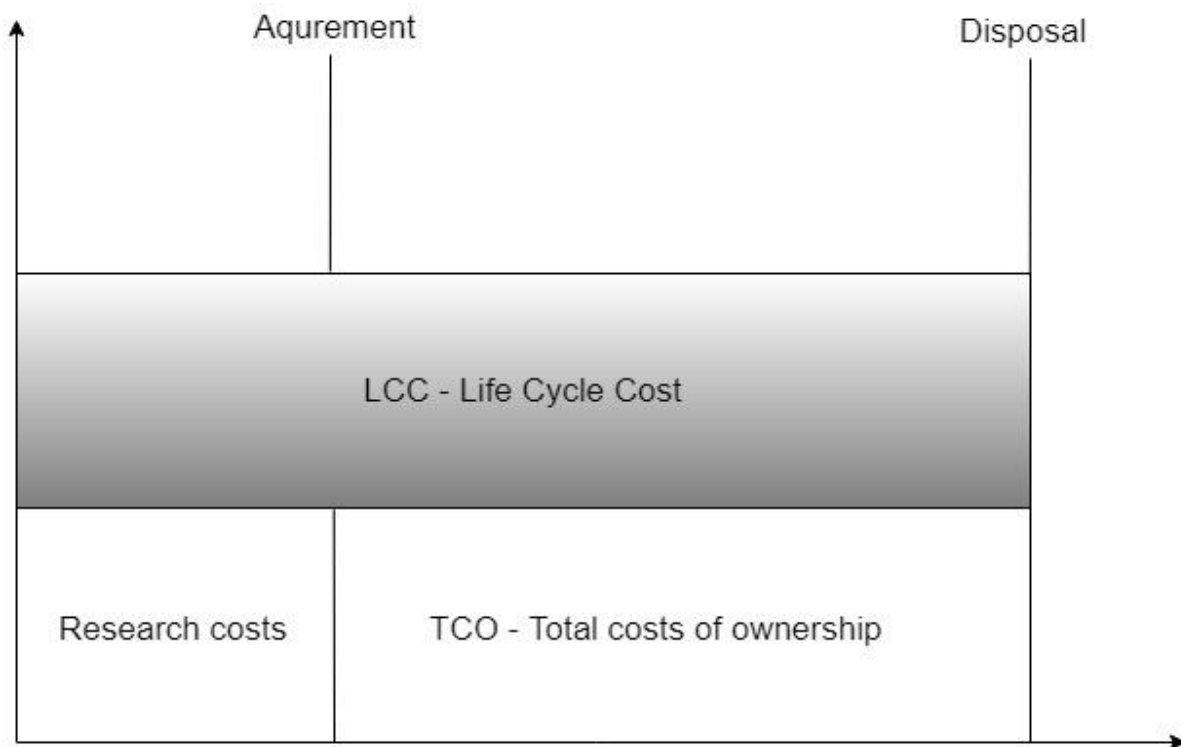 Aqurement
Disposal
LCC - Life Cycle Cost
Research costs
TCO - Total costs of ownership